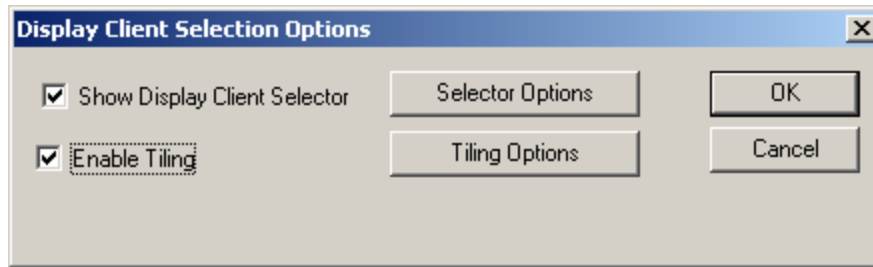 Display Client Selection Options
Show Display Client Selector
Selector Options
OK
Enable Tiling
Tiling Options
Cancel